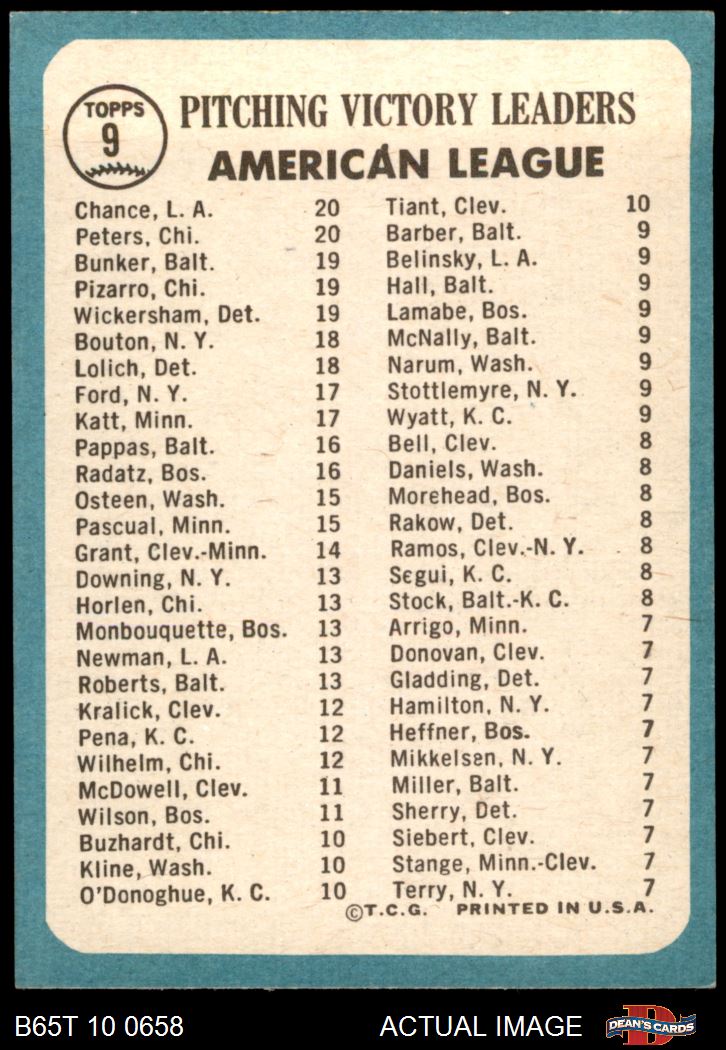 TOPPS
9
PITCHING VICTORY LEADERS
AMERICAN LEAGUE
Chance, L. A. 20
Peters, Chi. 20
Bunker, Balt. 19
Pizarro, Chi. 19
Wickersham, Det. 19
Bouton, N. Y. 18
Lolich, Det. 18
Ford, N. Y. 17
Katt, Minn. 17
Pappas, Balt. 16
Radatz, Bos. 16
Osteen, Wash. 15
Pascual, Minn. 15
Grant, Clev.-Minn. 14
Downing, N. Y. 13
Horlen, Chi. 13
Monbouquette, Bos. 13
Newman, L. A. 13
Roberts, Balt. 13
Kralick, Clev. 12
Pena, K. C. 12
Wilhelm, Chi. 12
McDowell, Clev. 11
Wilson, Bos. 11
Buzhardt, Chi. 10
Kline, Wash. 10
O'Donoghue, K. C. 10
Tiant, Clev. 10
Barber, Balt. 9
Belinsky, L. A. 9
Hall, Balt. 9
Lamabe, Bos. 9
McNally, Balt. 9
Narum, Wash. 9
Stottlemyre, N. Y. 9
Wyatt, K. C. 9
Bell, Clev. 8
Daniels, Wash. 8
Morehead, Bos. 8
Rakow, Det. 8
Ramos, Clev.-N. Y. 8
Segui, K. C. 8
Stock, Balt.-K. C. 8
Arrigo, Minn. 7
Donovan, Clev. 7
Gladding, Det. 7
Hamilton, N. Y. 7
Heffner, Bos. 7
Mikkelsen, N. Y. 7
Miller, Balt. 7
Sherry, Det. 7
Siebert, Clev. 7
Stange, Minn.-Clev. 7
Terry, N. Y. 7
©T.C.G. PRINTED IN U.S.A.
B65T 10 0658 ACTUAL IMAGE
D
DEAN'S CARDS